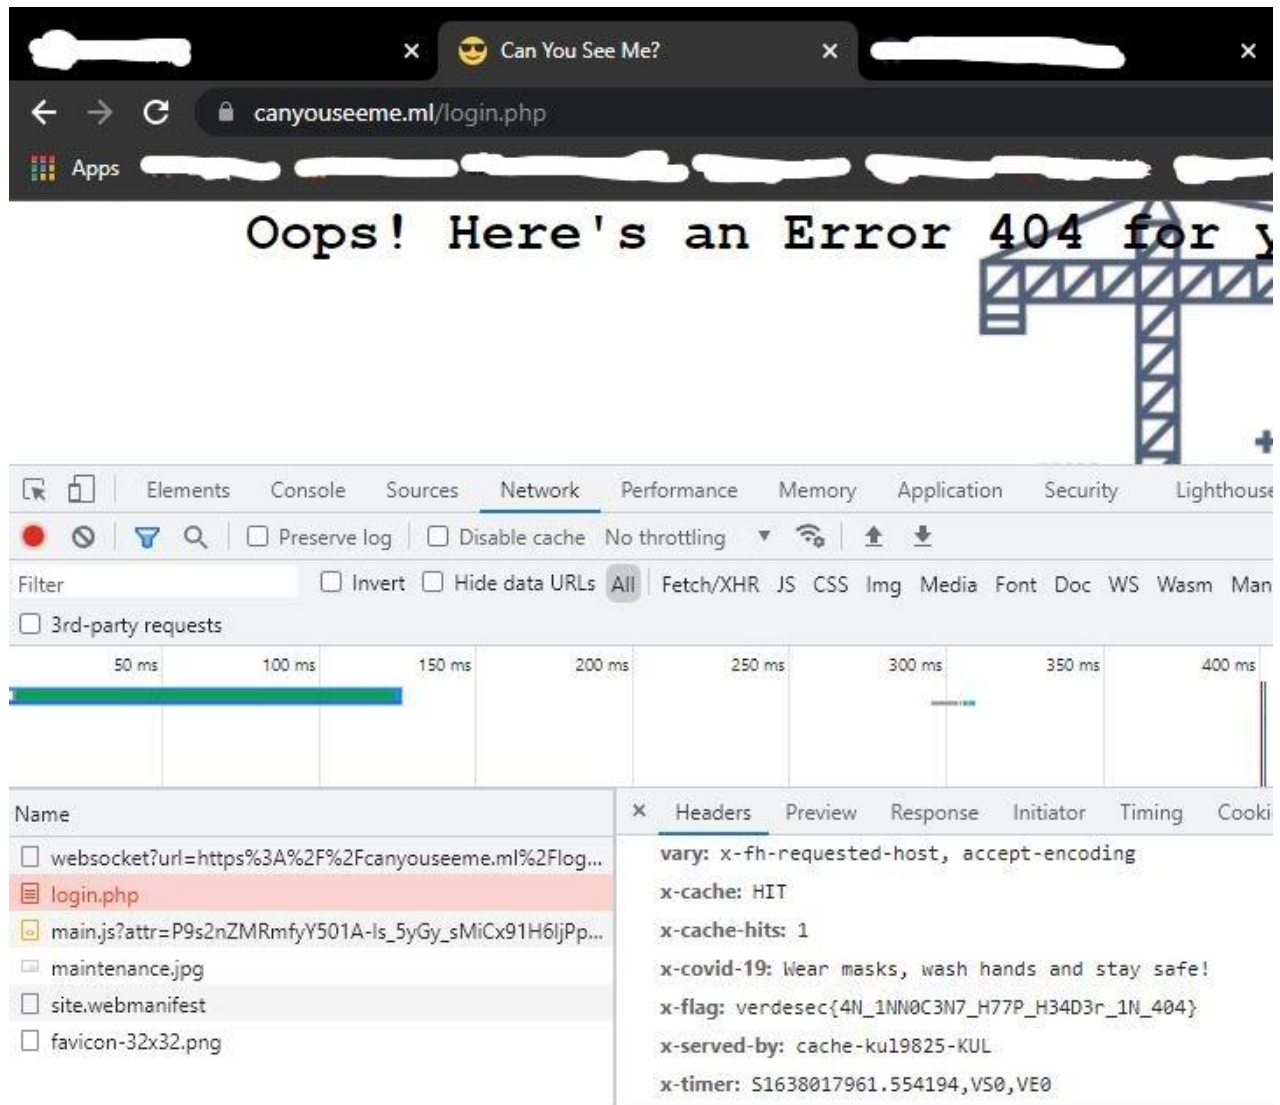 Can You See Me?
canyouseeme.ml/login.php
Apps
Oops! Here's an Error 404 for y
Elements Console Sources Network Performance Memory Application Security Lighthouse
Preserve log Disable cache No throttling
Filter Invert Hide data URLs All Fetch/XHR JS CSS Img Media Font Doc WS Wasm Man
3rd-party requests
50 ms 100 ms 150 ms 200 ms 250 ms 300 ms 350 ms 400 ms
Name
websocket?url=https%3A%2F%2Fcanyouseeme.ml%2Flog...
login.php
main.js?attr=P9s2nZMRmfyY501A-Is_5yGy_sMiCx91H6IjPp...
maintenance.jpg
site.webmanifest
favicon-32x32.png
Headers Preview Response Initiator Timing Cooki
vary: x-fh-requested-host, accept-encoding
x-cache: HIT
x-cache-hits: 1
x-covid-19: Wear masks, wash hands and stay safe!
x-flag: verdesec{4N_1NN0C3N7_H77P_H34D3r_1N_404}
x-served-by: cache-kul9825-KUL
x-timer: S1638017961.554194,VS0,VE0